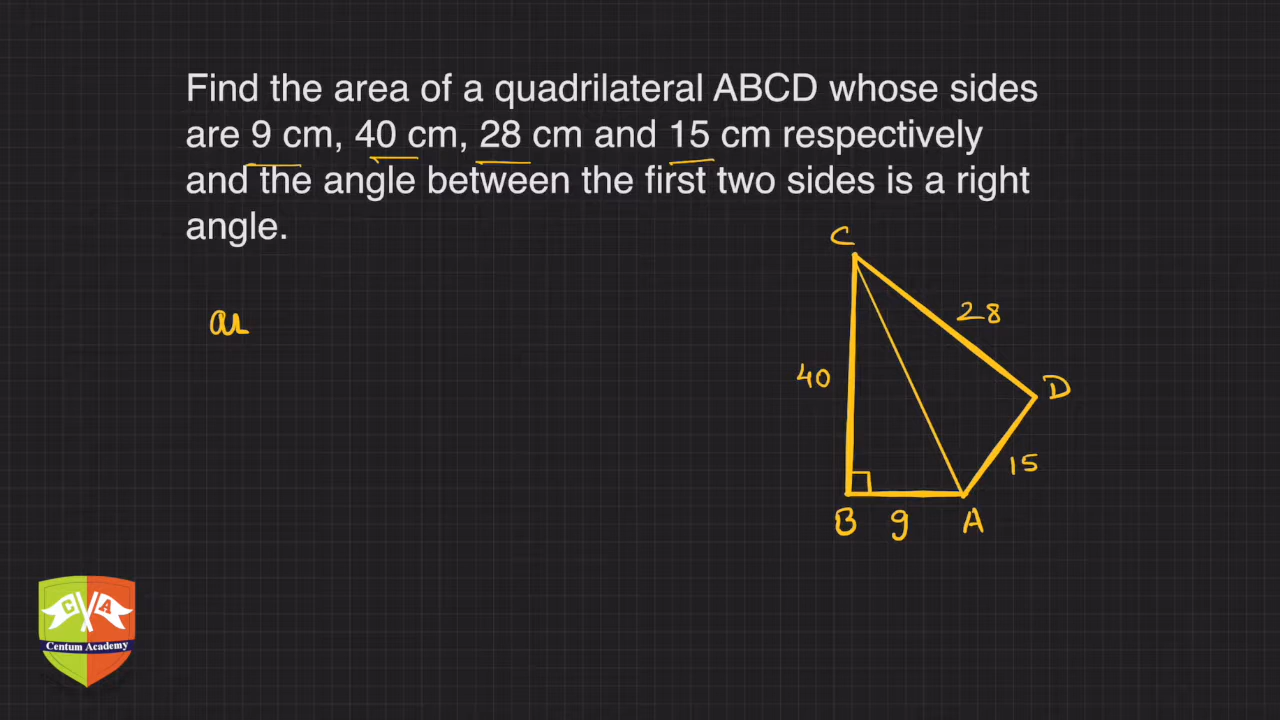 Find the area of a quadrilateral ABCD whose sides
are 9 cm, 40 cm, 28 cm and 15 cm respectively
and the angle between the first two sides is a right
angle.
C
28
ar
40
D
15
B 9 A
C A
Centum Academy